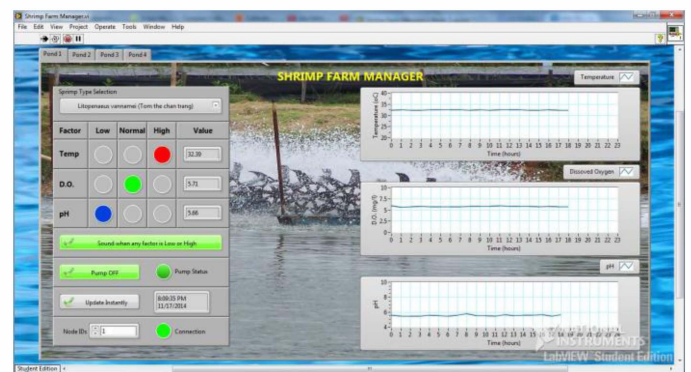 Shrimp Farm Manager.vi
File Edit View Project Operate Tools Window Help
Pond 1 Pond 2 Pond 3 Pond 4
SHRIMP FARM MANAGER
Sprimp Type Selection
Litopenaeus vannamei (Tom the chan trang)
Factor Low Normal High Value
Temp 32.39
D.O. 5.71
pH 5.66
Sound when any factor is Low or High
Pump OFF Pump Status
Update Instantly 8:09:35 PM
11/17/2014
Node IDs 1 Connection
Temperature
Temperature (oC)
40
35
30
25
20
0 1 2 3 4 5 6 7 8 9 10 11 12 13 14 15 16 17 18 19 20 21 22 23
Time (hours)
Dissoved Oxygen
D.O. (mg/l)
10
7.5
5
2.5
0
0 1 2 3 4 5 6 7 8 9 10 11 12 13 14 15 16 17 18 19 20 21 22 23
Time (hours)
pH
pH
10
8
6
4
0 1 2 3 4 5 6 7 8 9 10 11 12 13 14 15 16 17 18 19 20 21 22 23
Time (hours)
NATIONAL
INSTRUMENTS
LabVIEW Student Edition
Student Edition